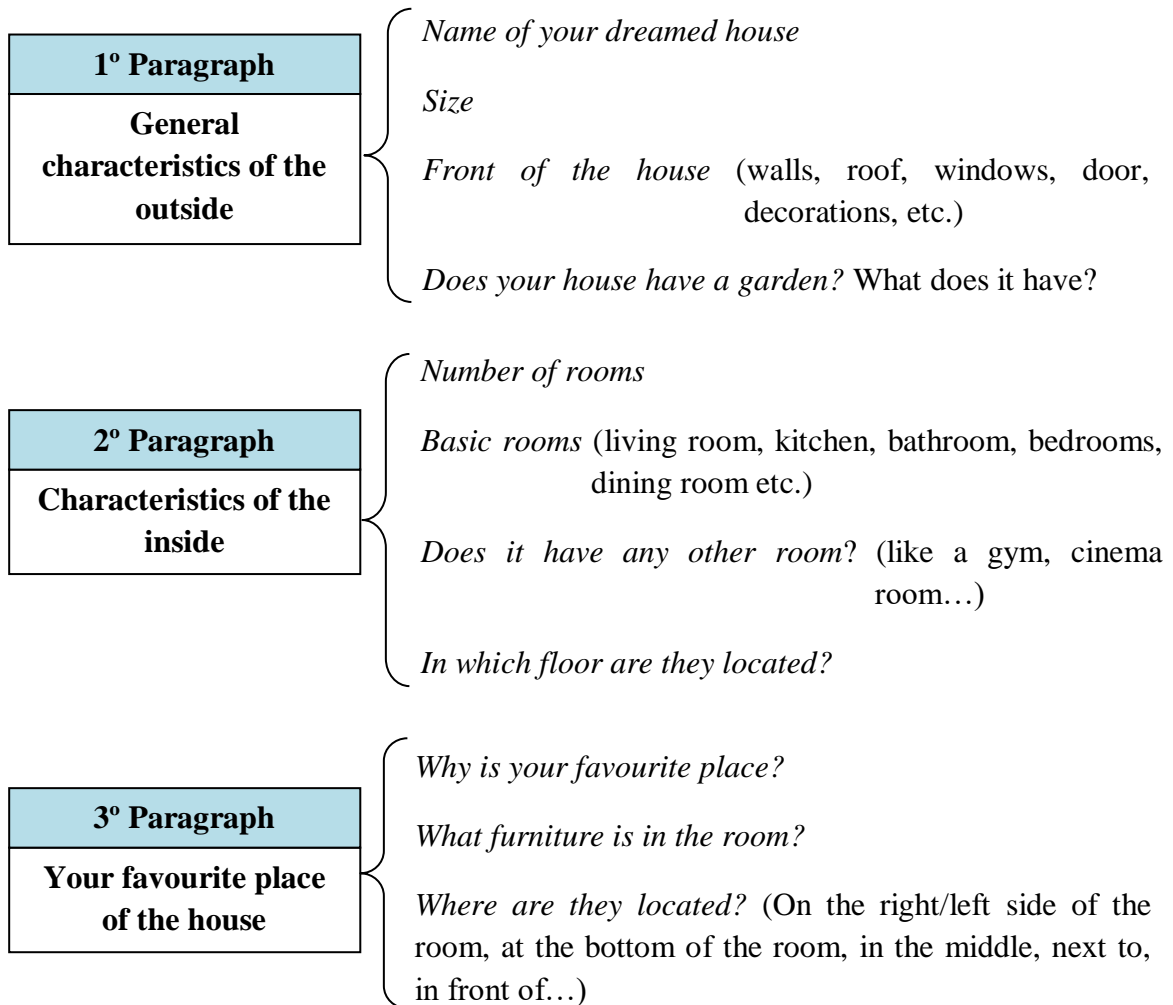 1º Paragraph
General
characteristics of the
outside
Name of your dreamed house
Size
Front of the house (walls, roof, windows, door,
decorations, etc.)
Does your house have a garden? What does it have?
2º Paragraph
Characteristics of the
inside
Number of rooms
Basic rooms (living room, kitchen, bathroom, bedrooms,
dining room etc.)
Does it have any other room? (like a gym, cinema
room…)
In which floor are they located?
3º Paragraph
Your favourite place
of the house
Why is your favourite place?
What furniture is in the room?
Where are they located? (On the right/left side of the
room, at the bottom of the room, in the middle, next to,
in front of…)